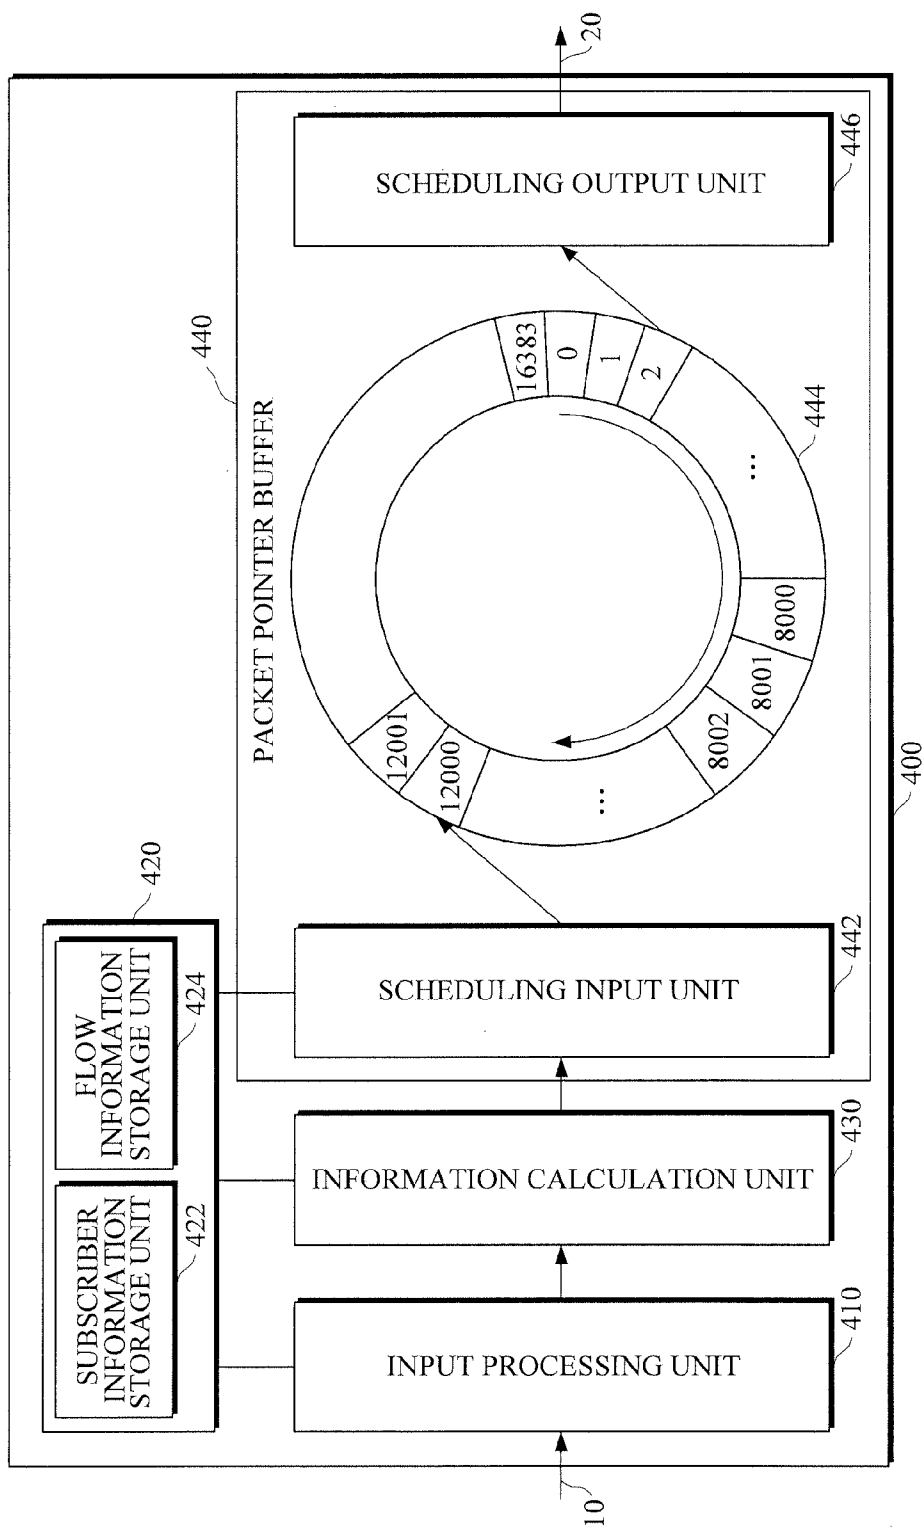 SUBSCRIBER
INFORMATION
STORAGE UNIT
422
FLOW
INFORMATION
STORAGE UNIT
424
420
PACKET POINTER BUFFER
440
10
INPUT PROCESSING UNIT
410
INFORMATION CALCULATION UNIT
430
SCHEDULING INPUT UNIT
442
12001
12000
...
8002
8001
8000
...
2
1
0
16383
444
SCHEDULING OUTPUT UNIT
446
20
400